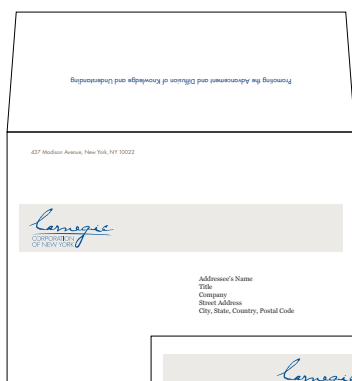 Promoting the Advancement and Diffusion of Knowledge and Understanding
437 Madison Avenue, New York, NY 10022
Carnegie
CORPORATION
OF NEW YORK
Addressee's Name
Title
Company
Street Address
City, State, Country, Postal Code
Carnegie